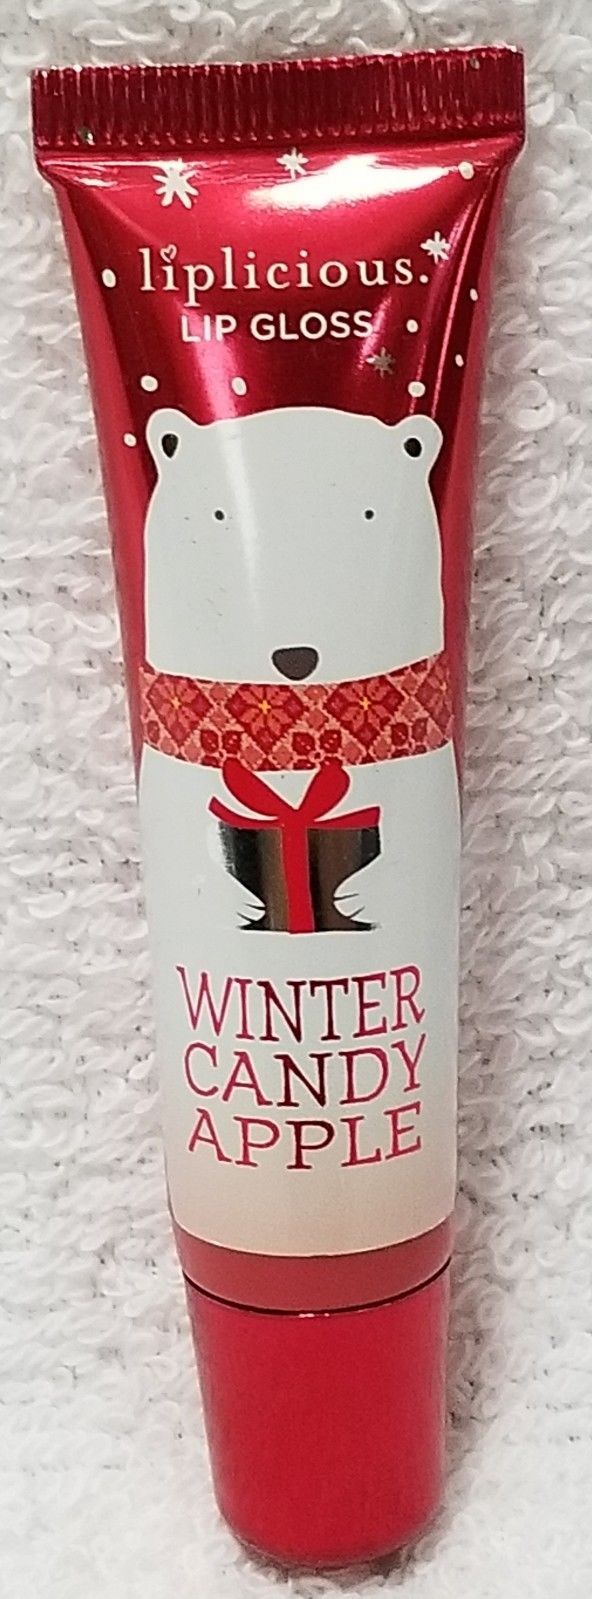 liplicious.
LIP GLOSS
WINTER
CANDY
APPLE